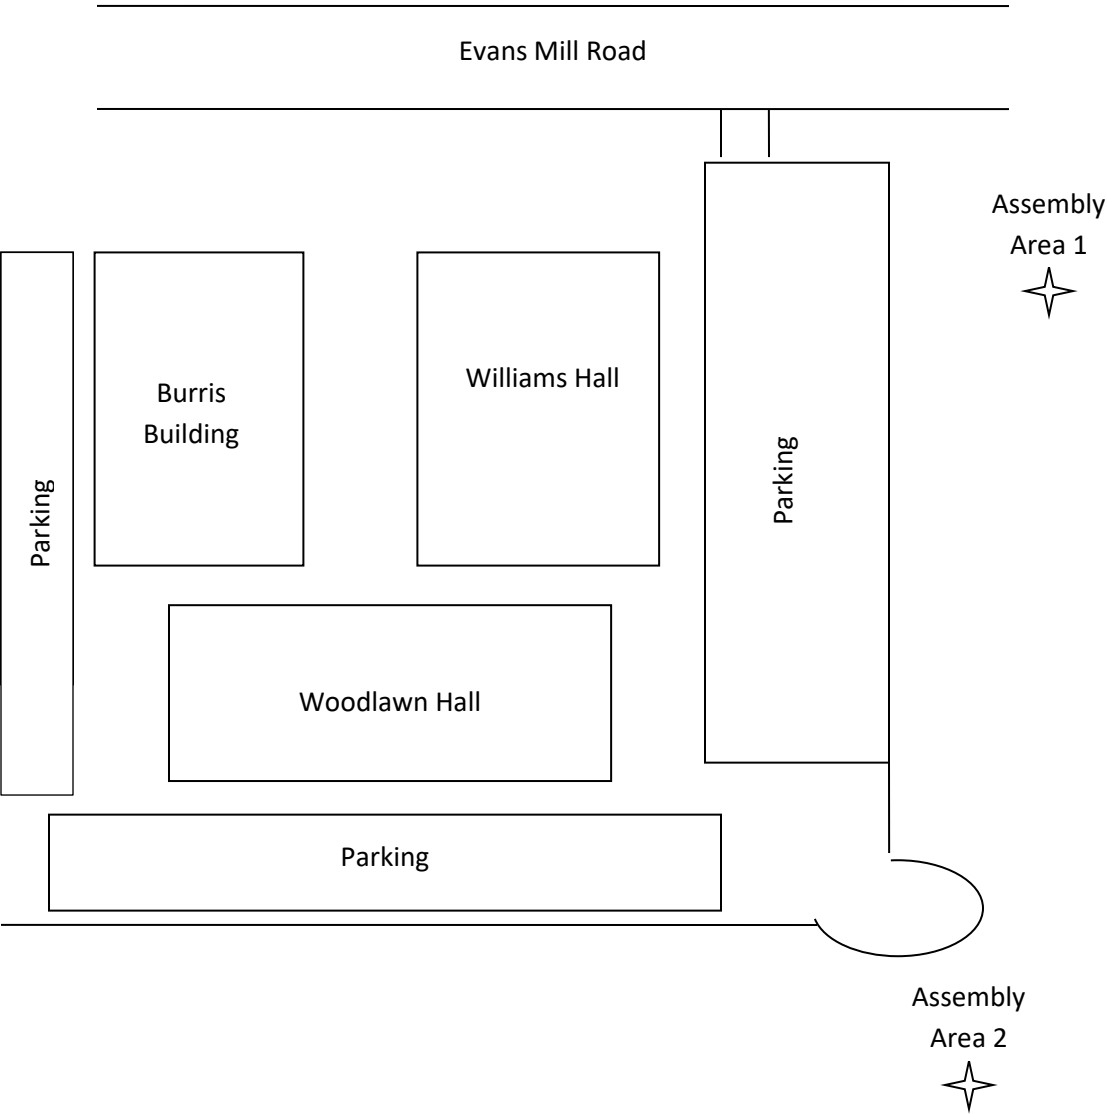 Evans Mill Road
Assembly
Area 1
Burris
Building
Williams Hall
Parking
Parking
Woodlawn Hall
Parking
Assembly
Area 2